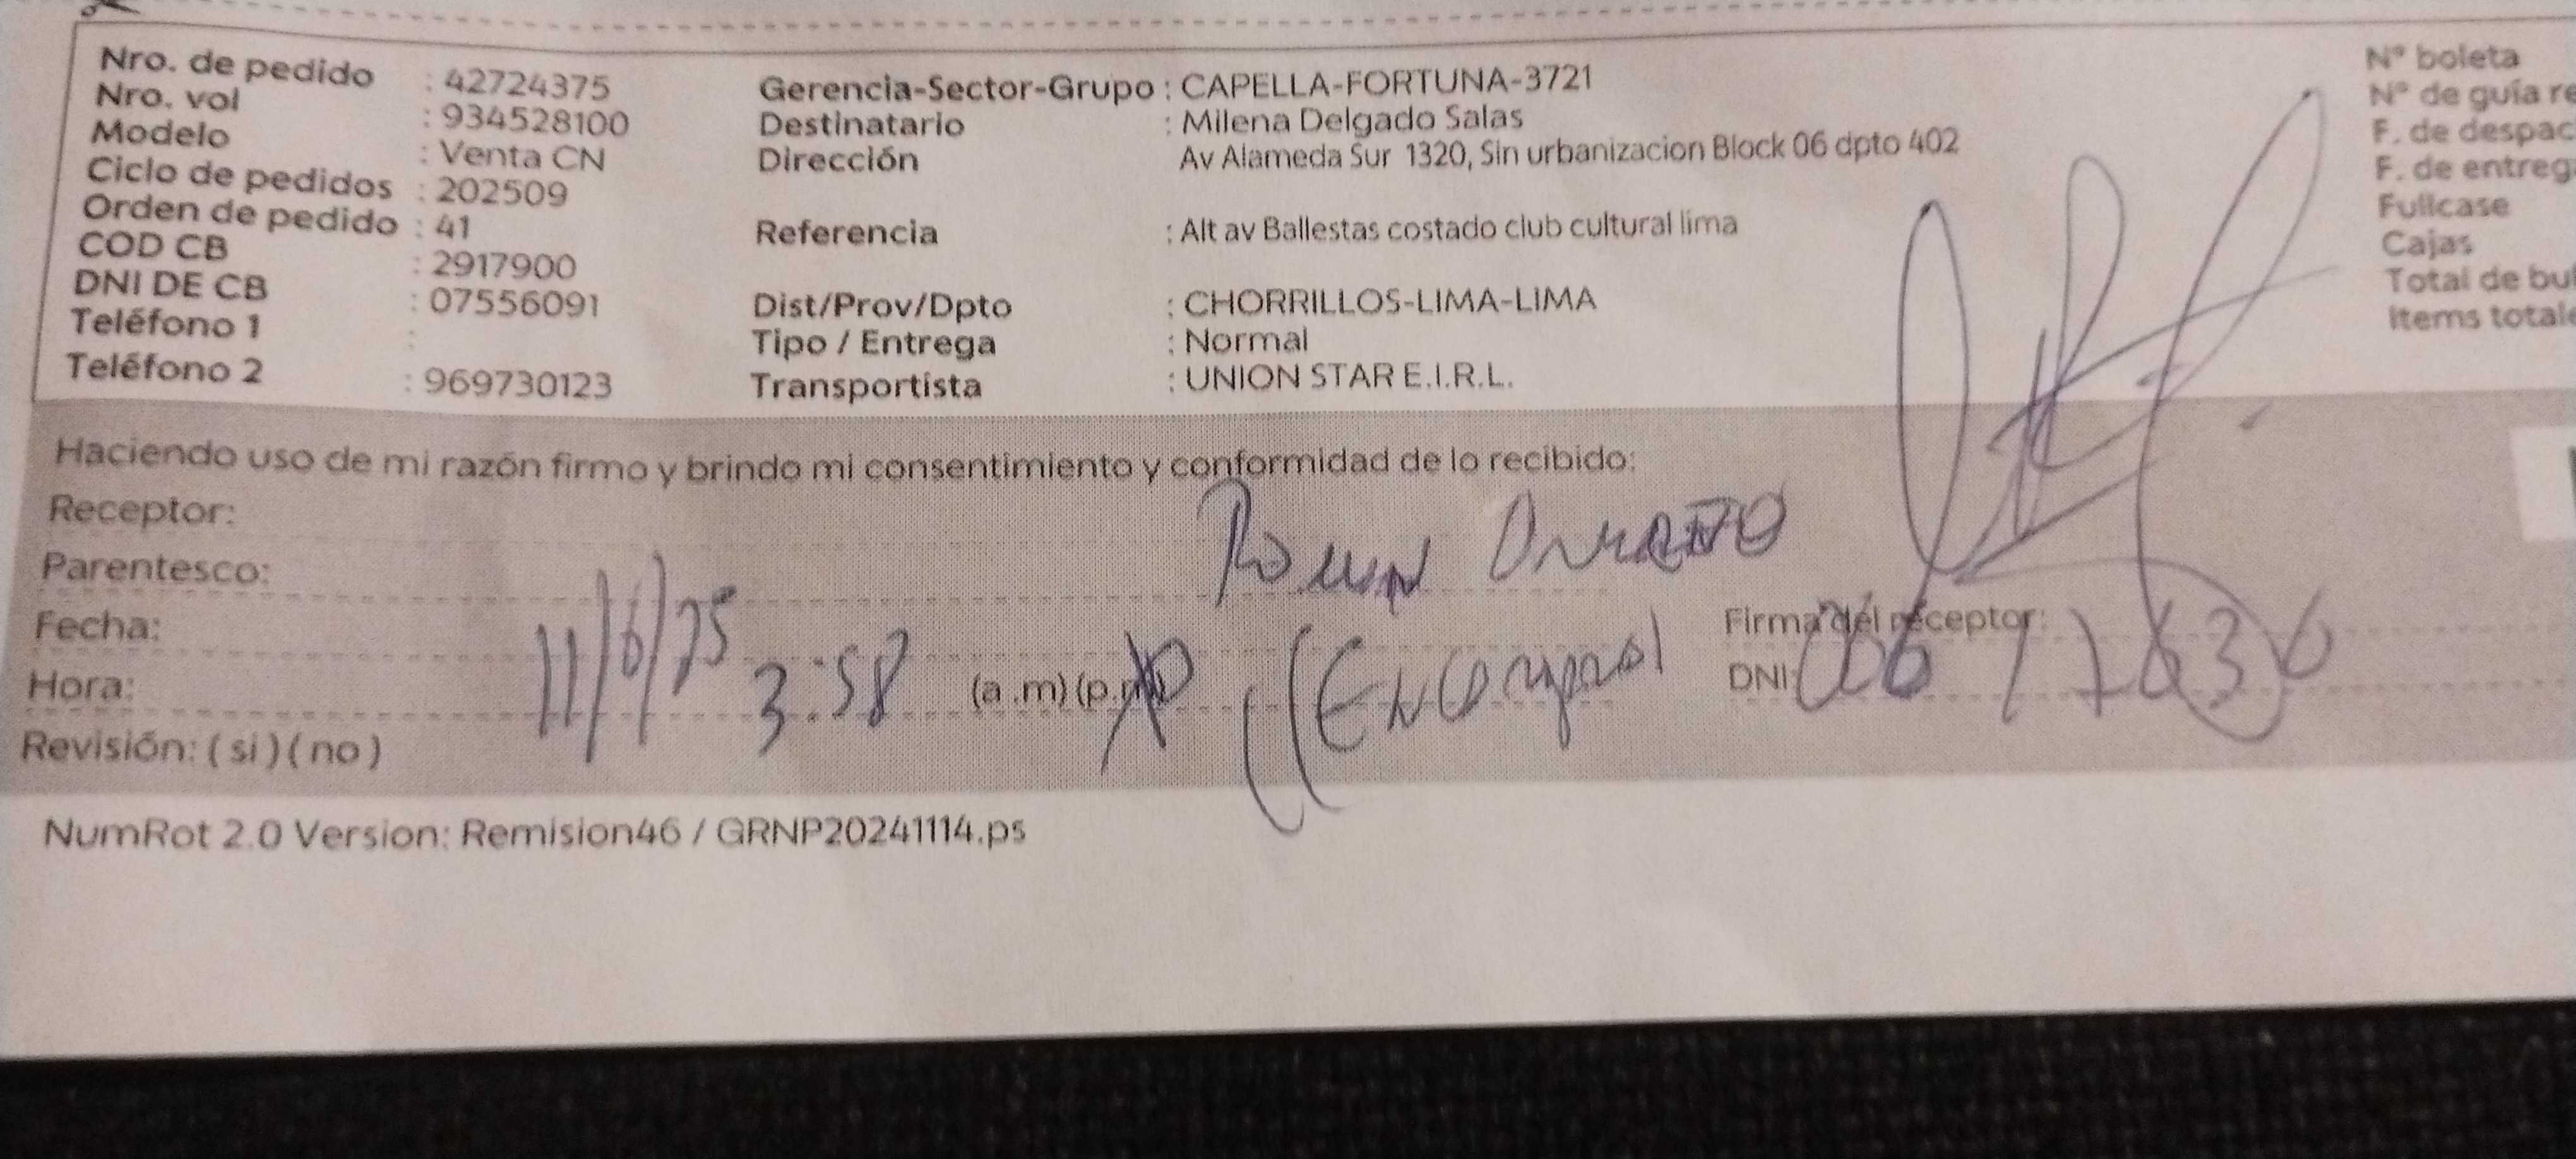 Nro. de pedido : 42724375
Nro. vol : 934528100
Modelo : Venta CN
Ciclo de pedidos : 202509
Orden de pedido : 41
COD CB : 2917900
DNI DE CB : 07556091
Teléfono 1 :
Teléfono 2 : 969730123
Gerencia-Sector-Grupo : CAPELLA-FORTUNA-3721
Destinatario : Milena Delgado Salas
Dirección Av Alameda Sur 1320, Sin urbanizacion Block 06 dpto 402
Referencia : Alt av Ballestas costado club cultural lima
Dist/Prov/Dpto : CHORRILLOS-LIMA-LIMA
Tipo / Entrega : Normal
Transportista : UNION STAR E.I.R.L.
N° boleta
N° de guía
F. de
F. de
Fullcase
Cajas
Total de
Items
Haciendo uso de mi razón firmo y brindo mi consentimiento y conformidad de lo recibido:
Receptor:
Parentesco:
Fecha: 11/6/25
Hora: 3:58 (a .m) (p.m)
Firma del receptor:
DNI:
Revisión: ( si ) ( no )
NumRot 2.0 Version: Remision46 / GRNP20241114.ps